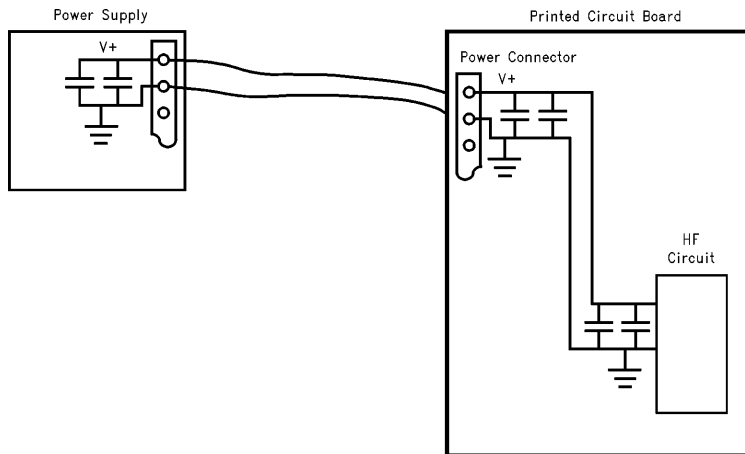 Power Supply
V+
Printed Circuit Board
Power Connector
V+
HF
Circuit